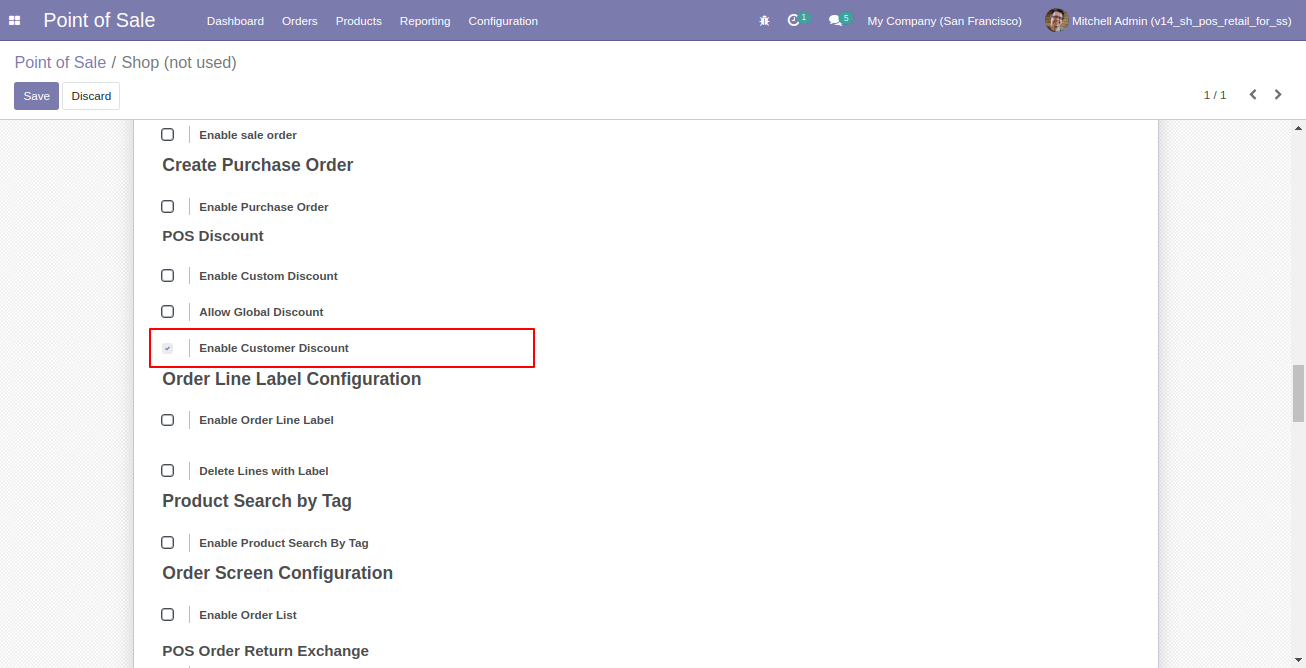 Point of Sale Dashboard Orders Products Reporting Configuration 1 5 My Company (San Francisco) Mitchell Admin (v14_sh_pos_retail_for_ss)
Point of Sale / Shop (not used)
Save Discard 1 / 1
Enable sale order
Create Purchase Order
Enable Purchase Order
POS Discount
Enable Custom Discount
Allow Global Discount
Enable Customer Discount
Order Line Label Configuration
Enable Order Line Label
Delete Lines with Label
Product Search by Tag
Enable Product Search By Tag
Order Screen Configuration
Enable Order List
POS Order Return Exchange